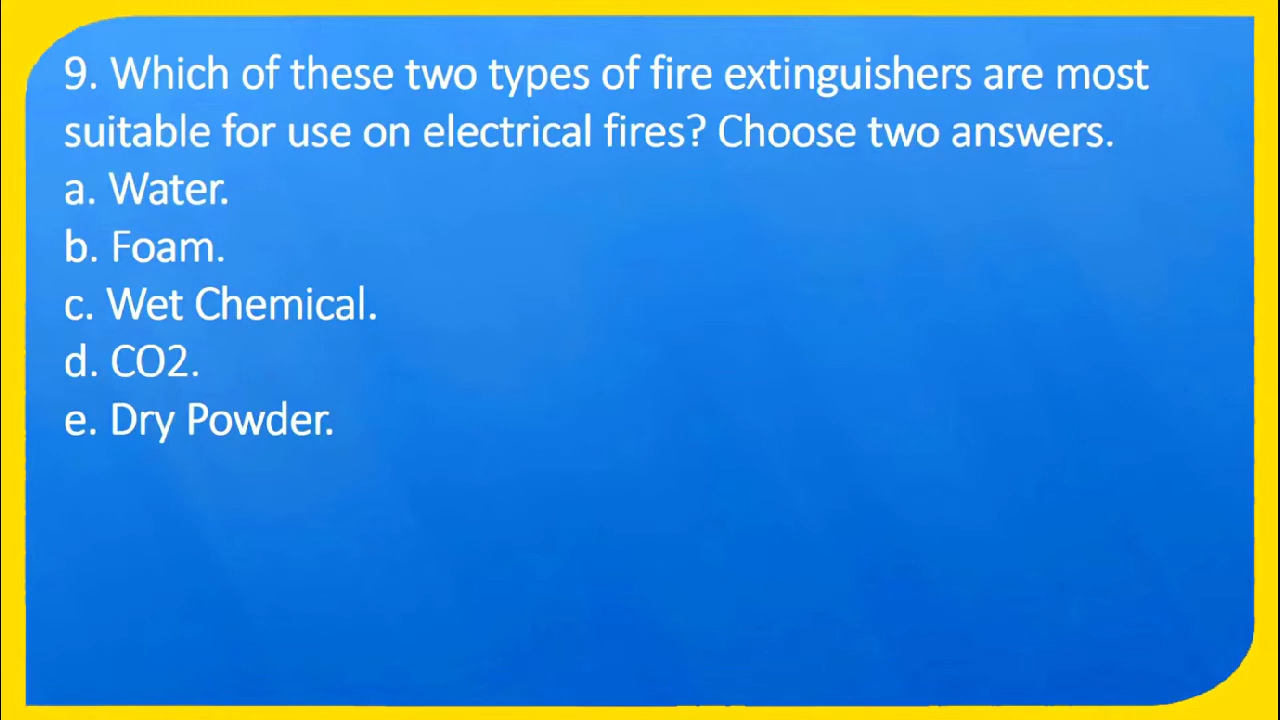 9. Which of these two types of fire extinguishers are most
suitable for use on electrical fires? Choose two answers.
a. Water.
b. Foam.
c. Wet Chemical.
d. CO2.
e. Dry Powder.